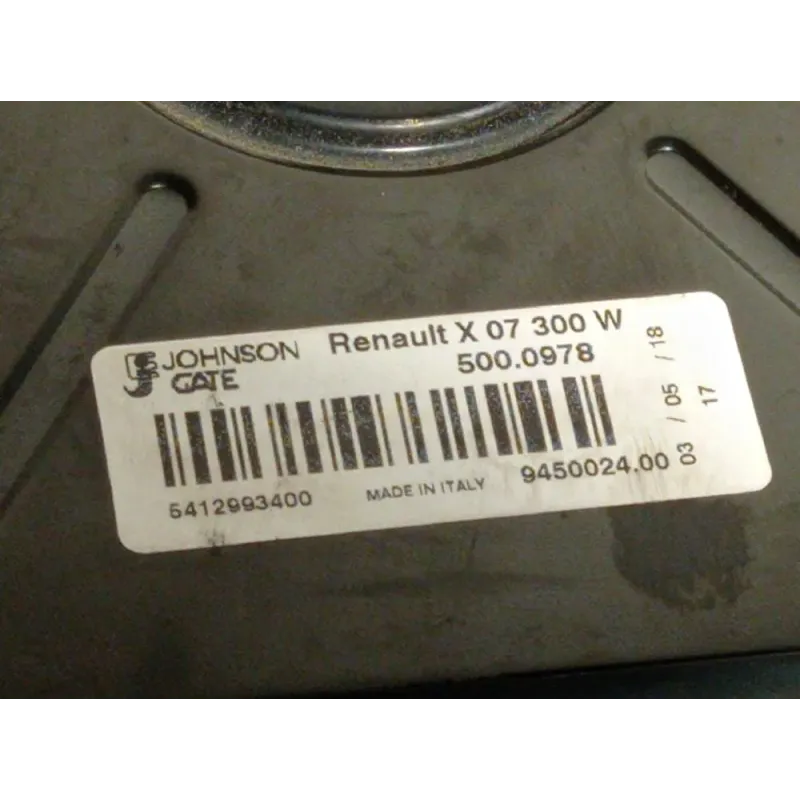 JOHNSON
GATE
Renault X 07 300 W
500.0978
5412993400
MADE IN ITALY
9450024.00
03 / 05 / 18
17